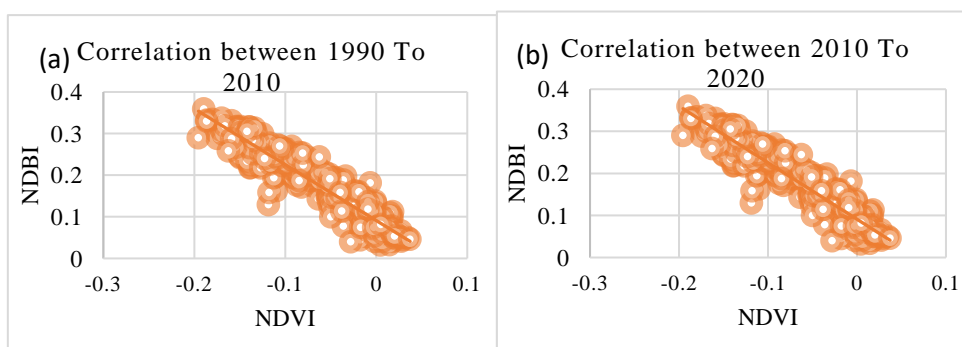 (a) Correlation between 1990 To
2010
0.4
0.3
0.2
0.1
0
-0.3 -0.2 -0.1 0 0.1
NDBI
NDVI
(b) Correlation between 2010 To
2020
0.4
0.3
0.2
0.1
0
-0.3 -0.2 -0.1 0 0.1
NDBI
NDVI